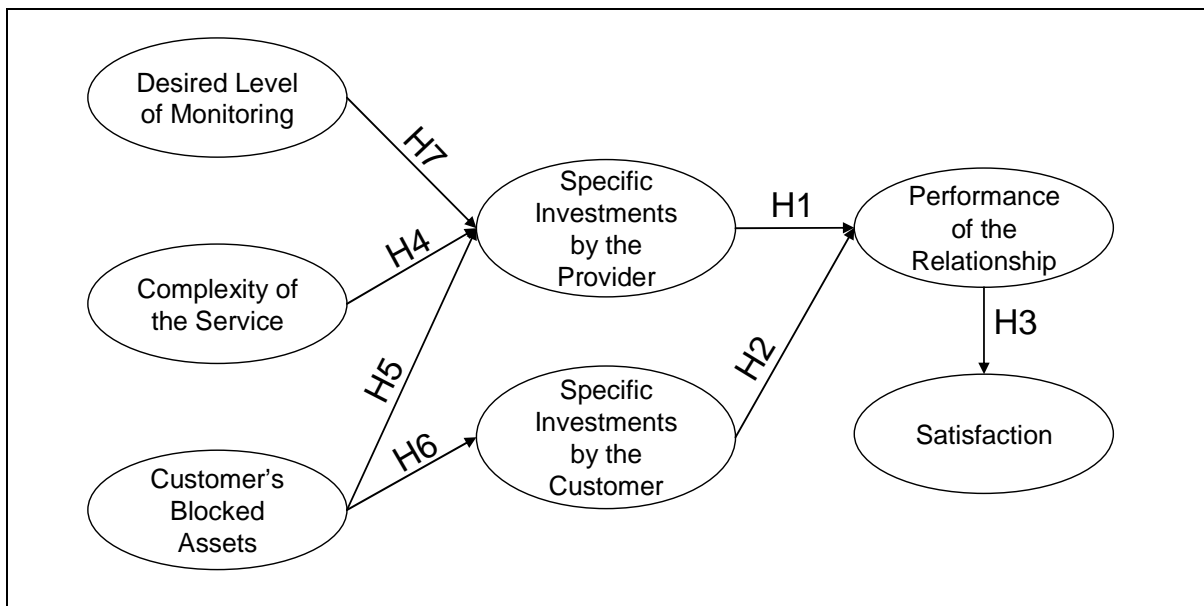 Desired Level
of Monitoring
H7
Complexity of
the Service
H4
Customer's
Blocked
Assets
H5
H6
Specific
Investments
by the
Provider
H1
Specific
Investments
by the
Customer
H2
Performance
of the
Relationship
H3
Satisfaction